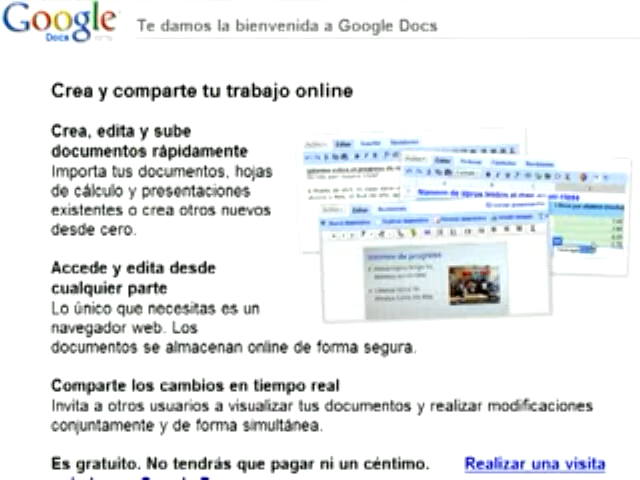 Google
Docs
Te damos la bienvenida a Google Docs
Crea y comparte tu trabajo online
Crea, edita y sube
documentos rápidamente
Importa tus documentos, hojas
de cálculo y presentaciones
existentes o crea otros nuevos
desde cero.
Accede y edita desde
cualquier parte
Lo único que necesitas es un
navegador web. Los
documentos se almacenan online de forma segura.
Comparte los cambios en tiempo real
Invita a otros usuarios a visualizar tus documentos y realizar modificaciones
conjuntamente y de forma simultánea.
Es gratuito. No tendrás que pagar ni un céntimo.
Realizar una visita